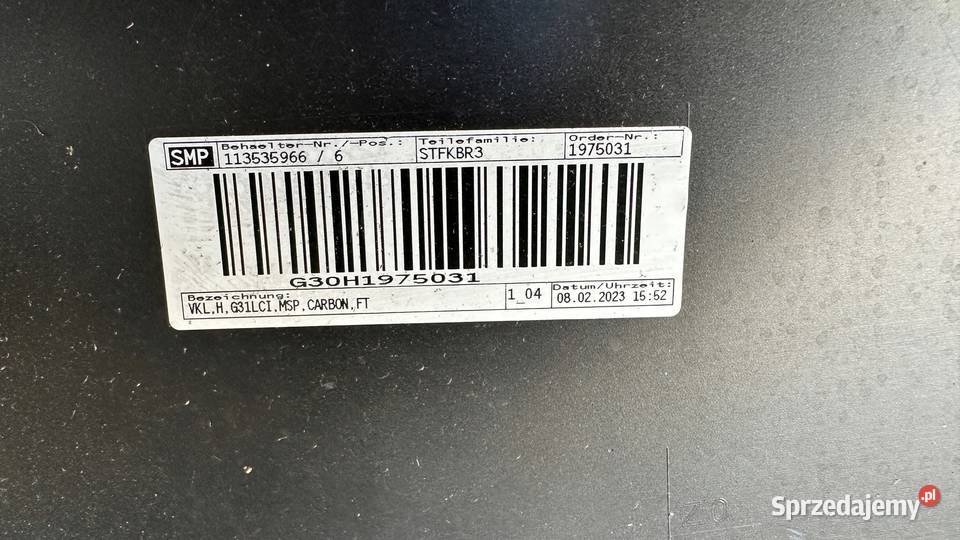 SMP
Behaelter-Nr./-Pos.: Teilefamilie: Order-Nr.:
113535966 / 6 STFKBR3 1975031
G30H1975031
Bezeichnung: 1_04 Datum/Uhrzeit:
VKL,H,G31LCI,MSP,CARBON,FT 08.02.2023 15:52
20
Sprzedajemy.pl